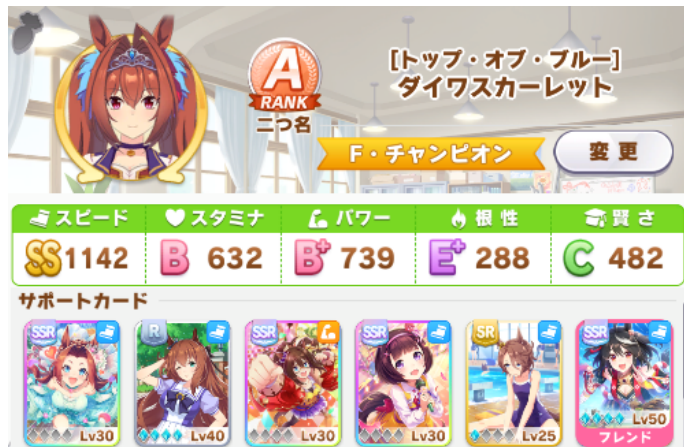 A
RANK
二つ名
[トップ・オブ・ブルー]
ダイワスカーレット
F・チャンピオン
変更
スピード スタミナ パワー 根性 賢さ
SS 1142 B 632 B+ 739 E+ 288 C 482
サポートカード
SSR R SSR SSR SR SSR
Lv30 Lv40 Lv30 Lv30 Lv25 Lv50
フレンド